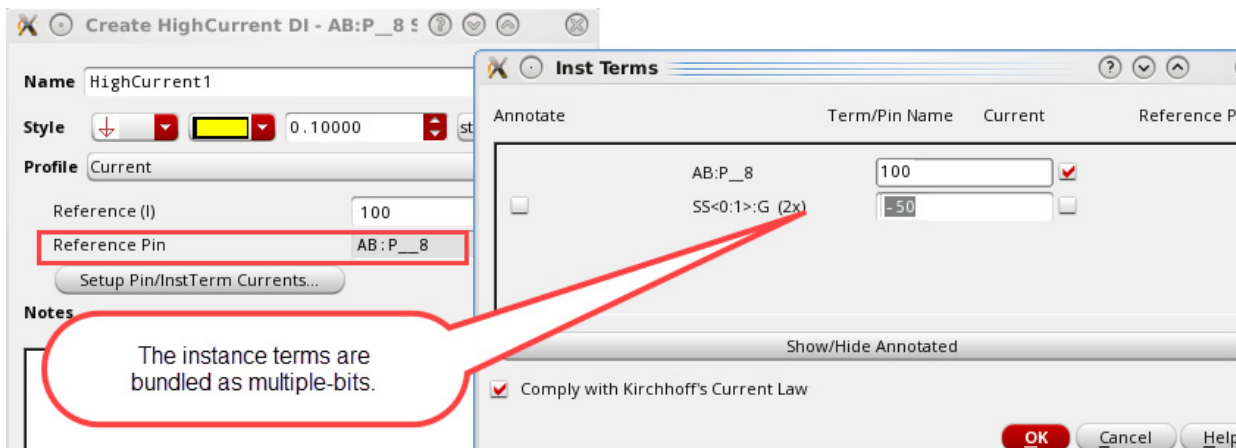 Create HighCurrent DI - AB:P__8 S
Name HighCurrent1
Style 0.10000 st
Profile Current
Reference (I) 100
Reference Pin AB:P__8
Setup Pin/InstTerm Currents...
Notes
The instance terms are
bundled as multiple-bits.
Inst Terms
Annotate Term/Pin Name Current Reference P
AB:P__8 100
SS<0:1>:G (2x) -50
Show/Hide Annotated
Comply with Kirchhoff's Current Law
OK Cancel Help